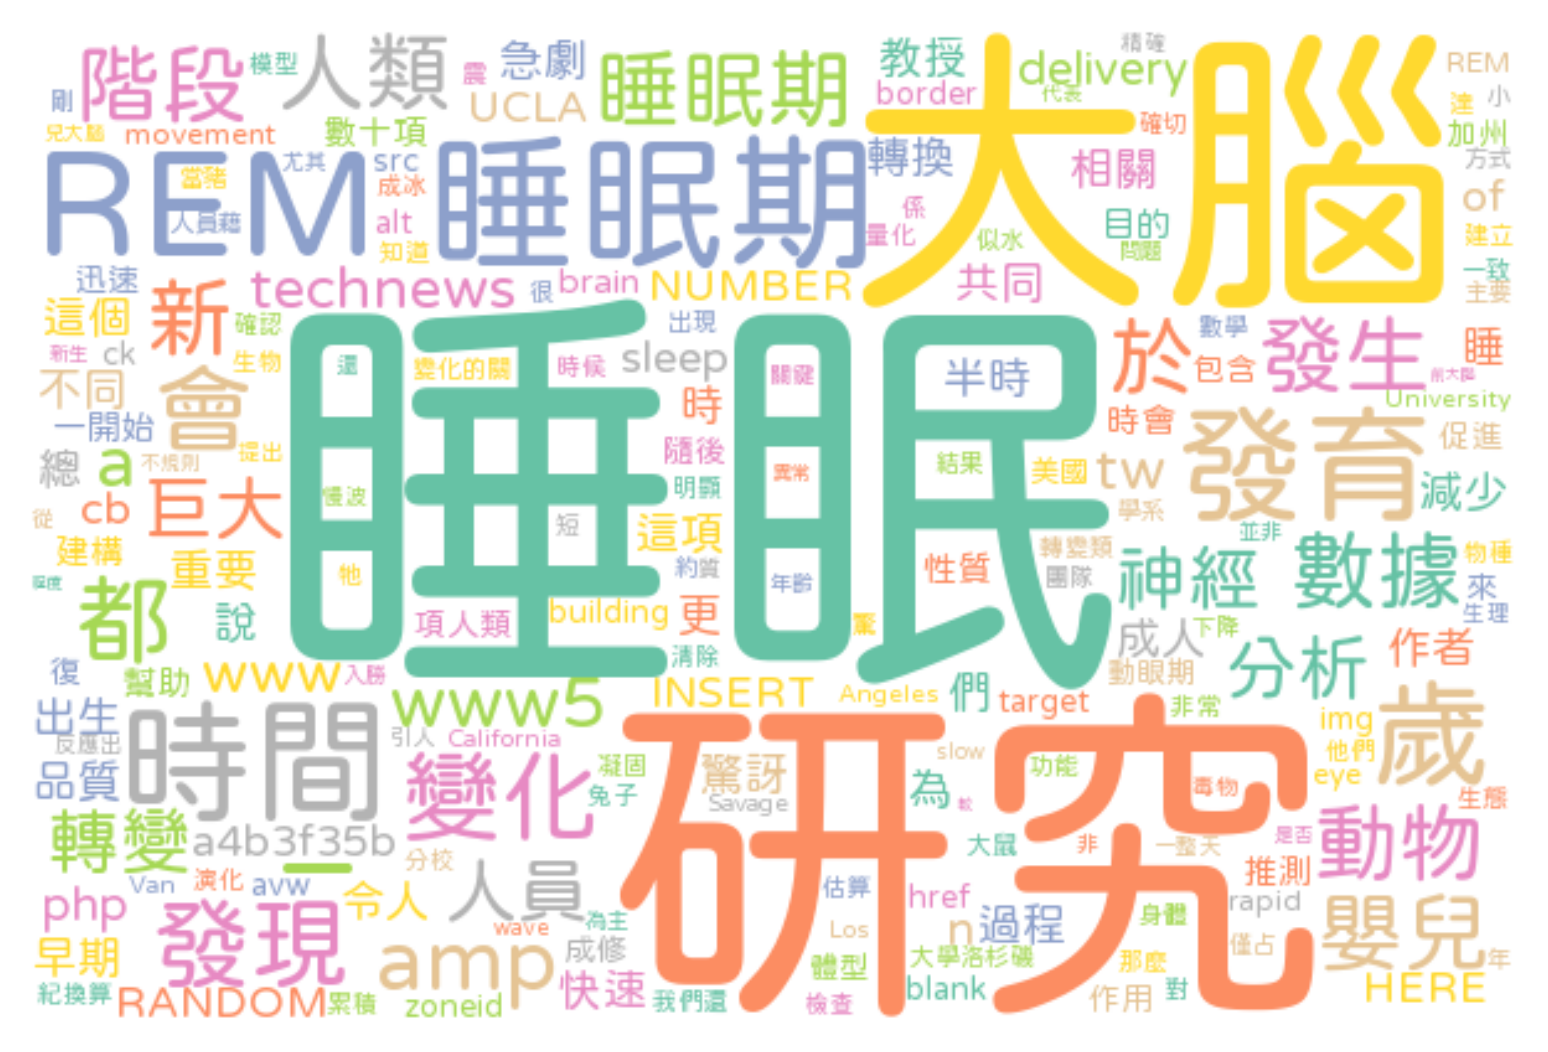 階段
模型
人類
震
急劇
睡眠期
教授
delivery
精確
REM
剛
UCLA
border
代表
達
小
兒大腦
movement
數十項
大腦
確切
加州
REM
當豬
尤其
src
睡眠期
轉換
相關
方式
人員藉
成冰
alt
係
量化
目的
of
知道
似水
問題
建立
迅速
technews
很
brain
NUMBER
共同
一致
主要
這個
新
確認
睡眠
出現
於
數學
發生
睡
新生
ck
生物
還
變化的關
時候
sleep
關鍵
半時
包含
前大腦
不同
會
時
時會
University
一開始
發育
促進
總
a
不規則
提出
隨後
異常
結果
美國
tw
減少
從
cb
巨大
慢波
短
明顯
這項
學系
並非
建構
重要
牠
約
質
年齡
性質
轉變類
團隊
神經
數據
物種
程度
都
說
項人類
building
更
驚
成人
下降
來
生理
復
幫助
www
入勝
清除
動眼期
分析
作者
出生
時間
www5
INSERT
Angeles
們
target
非常
img
歲
反應出
引人
California
研究
slow
功能
他們
品質
變化
凝固
驚訝
為
eye
兔子
Savage
較
毒物
生態
轉變
a4b3f35b
一
分校
大鼠
非
一整天
是否
動物
php
Van
演化
avw
令人
人員
估算
href
推測
rapid
嬰兒
發現
wave
為主
Los
n
過程
身體
早期
amp
成修
體型
大學洛杉磯
那麼
僅占
年
紀換算
RANDOM
累積
zoneid
快速
我們還
檢查
blank
作用
對
HERE